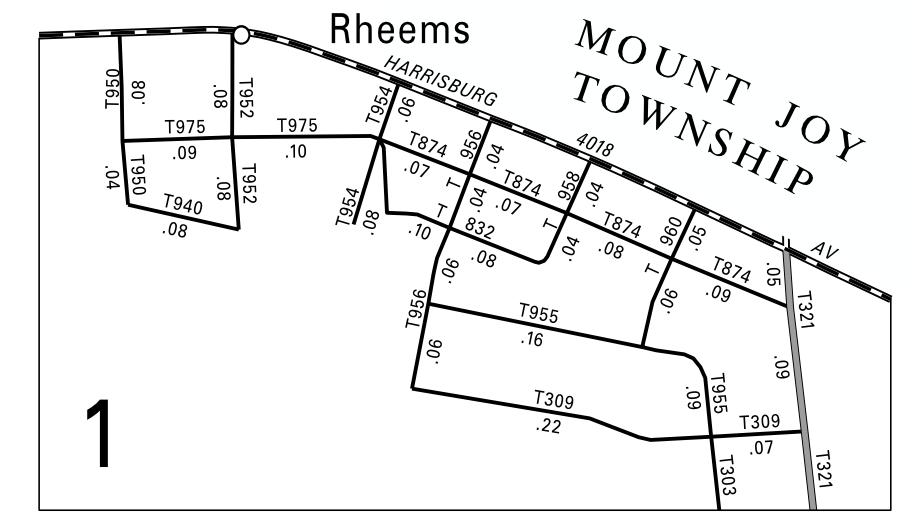 Rheems
MOUNT JOY
TOWNSHIP
HARRISBURG
4018
AV
T950
.08
.08
T952
T954
.06
956
.04
958
.04
960
.05
.05
T321
T975
.09
T975
.10
T874
.07
T874
.07
T874
.08
T874
.09
T950
.04
.08
T952
T940
.08
T954
.08
.10
T
.04
T
832
.08
T
.04
T
.06
.06
T956
.06
T955
.16
.09
T955
.09
T309
.22
T309
.07
T303
T321
1